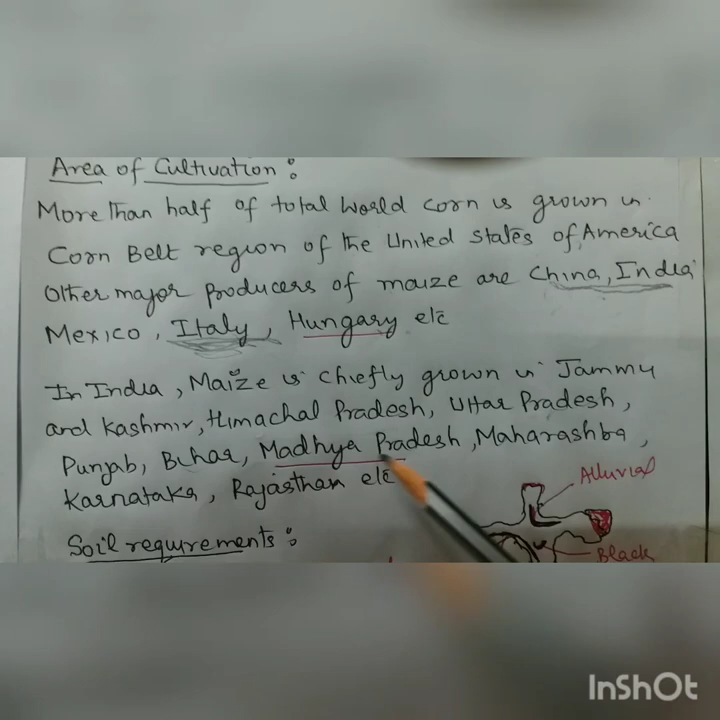 Area of Cultivation :
More than half of total World corn is grown in
Corn Belt region of the United States of America
Other major producers of maize are China, India
Mexico, Italy, Hungary etc
In India, Maize is chiefly grown in Jammu
and Kashmir, Himachal Pradesh, Uttar Pradesh,
Punjab, Bihar, Madhya Pradesh, Maharashtra,
Karnataka, Rajasthan etc
Alluvial
Soil requirements :
Black
InShOt